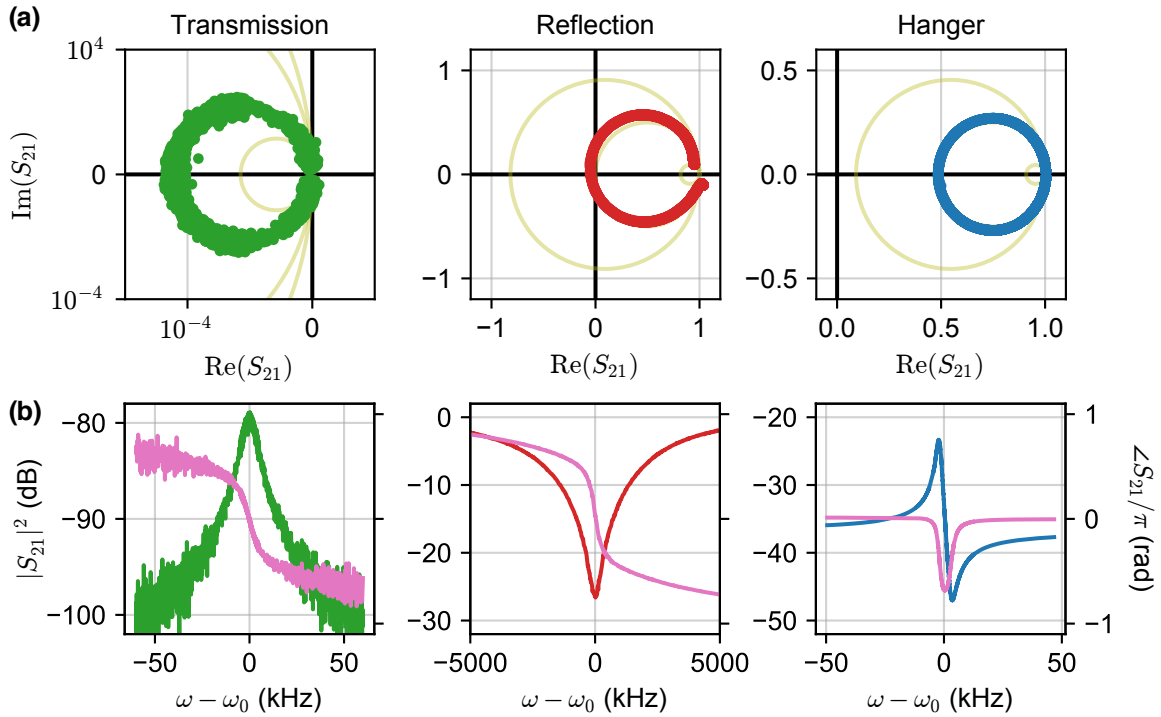 (a)
Transmission
Reflection
Hanger
Im(S₂₁)
10⁴
0
10⁻⁴
10⁻⁴
0
Re(S₂₁)
1
0
−1
−1
0
1
Re(S₂₁)
0.5
0.0
−0.5
0.0
0.5
1.0
Re(S₂₁)
(b)
|S₂₁|² (dB)
−80
−90
−100
−50
0
50
ω − ω₀ (kHz)
0
−10
−20
−30
−5000
0
5000
ω − ω₀ (kHz)
−20
−30
−40
−50
−50
0
50
ω − ω₀ (kHz)
1
0
−1
∠S₂₁/π (rad)